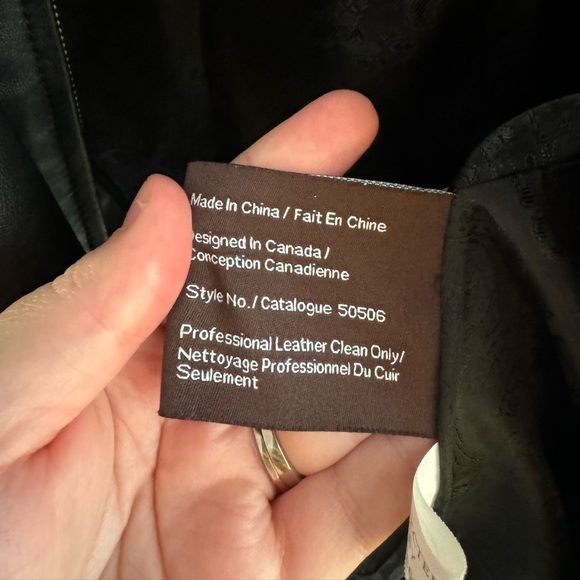 Made In China / Fait En Chine
esigned In Canada /
onception Canadienne
Style No./Catalogue 50506
Professional Leather Clean Only/
Nettoyage Professionnel Du Cuir
Seulement